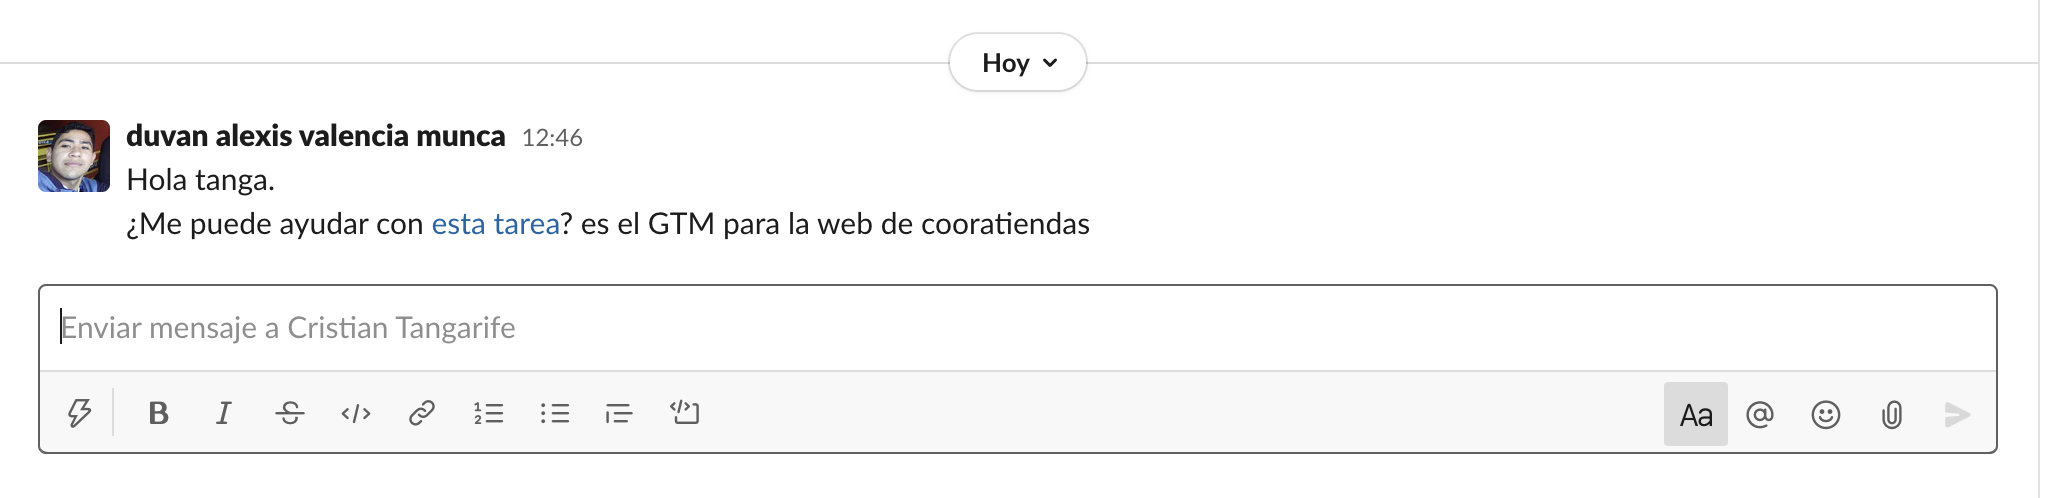 Hoy
duvan alexis valencia munca 12:46
Hola tanga.
¿Me puede ayudar con esta tarea? es el GTM para la web de cooratiendas
Enviar mensaje a Cristian Tangarife
B I S </> Aa @